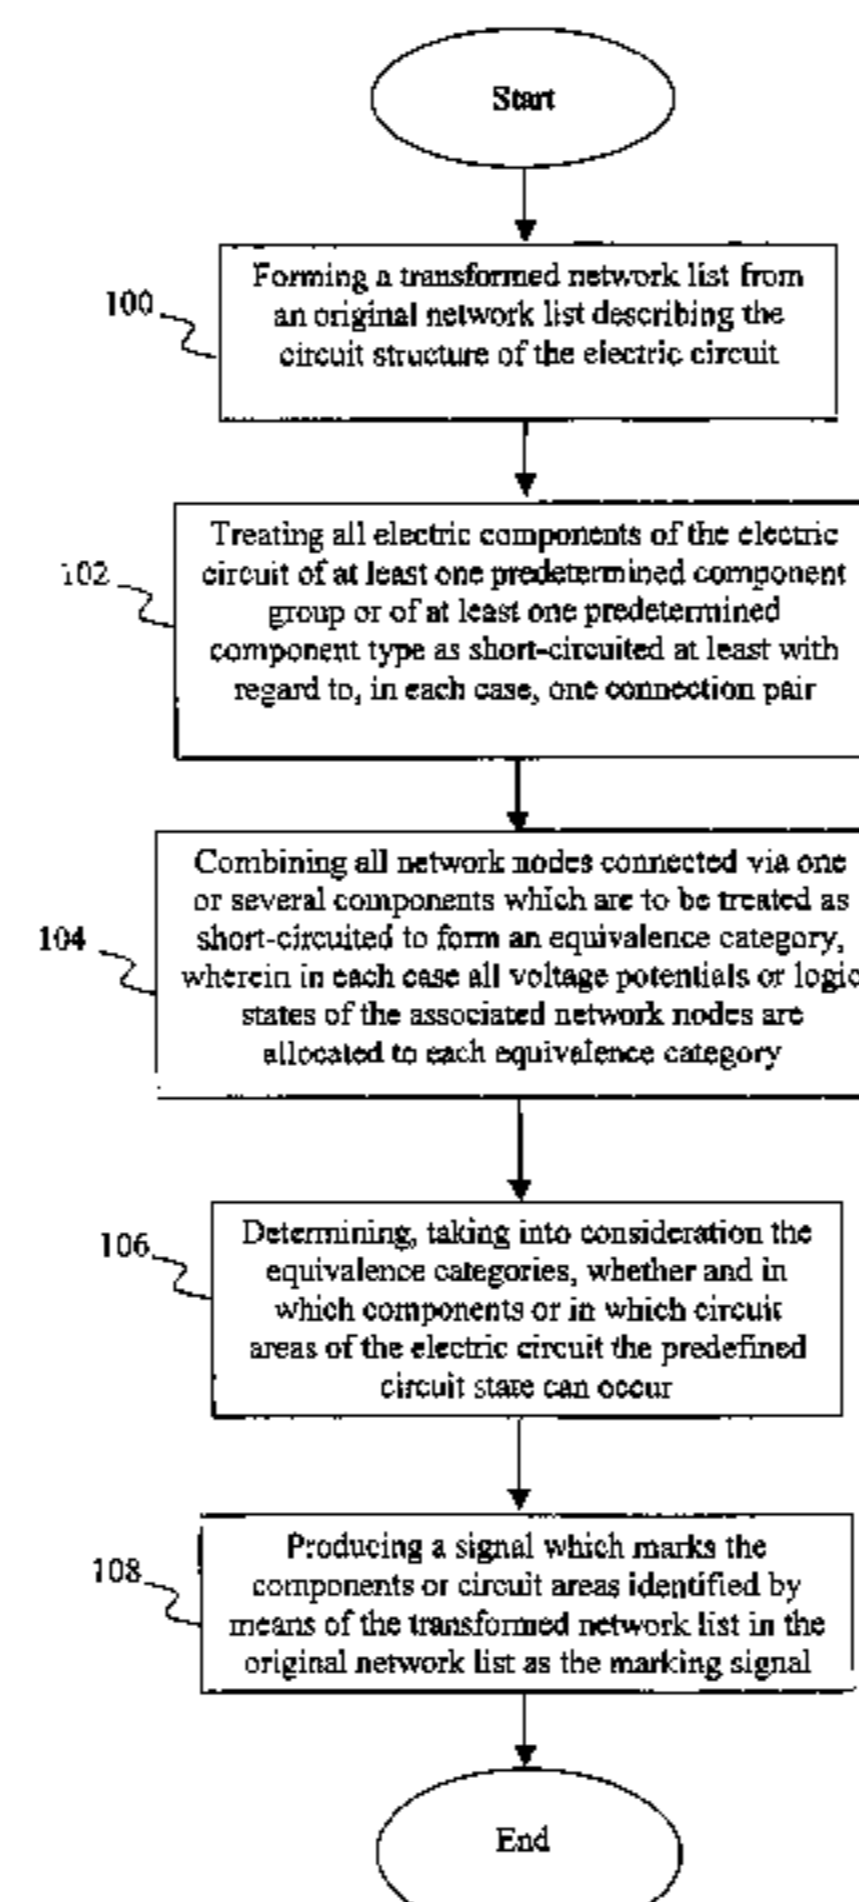 Start
100
Forming a transformed network list from
an original network list describing the
circuit structure of the electric circuit
102
Treating all electric components of the electric
circuit of at least one predetermined component
group or of at least one predetermined
component type as short-circuited at least with
regard to, in each case, one connection pair
104
Combining all network nodes connected via one
or several components which are to be treated as
short-circuited to form an equivalence category,
wherein in each case all voltage potentials or logic
states of the associated network nodes are
allocated to each equivalence category
106
Determining, taking into consideration the
equivalence categories, whether and in
which components or in which circuit
areas of the electric circuit the predefined
circuit state can occur
108
Producing a signal which marks the
components or circuit areas identified by
means of the transformed network list in the
original network list as the marking signal
End